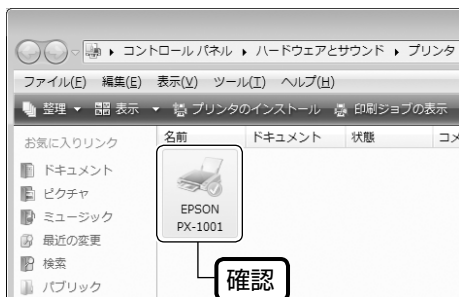 コントロール パネル ▸ ハードウェアとサウンド ▸ プリンタ
ファイル(F) 編集(E) 表示(V) ツール(T) ヘルプ(H)
整理 表示 プリンタのインストール 印刷ジョブの表示
お気に入りリンク
ドキュメント
ピクチャ
ミュージック
最近の変更
検索
パブリック
名前 ドキュメント 状態 コメ
EPSON
PX-1001
確認